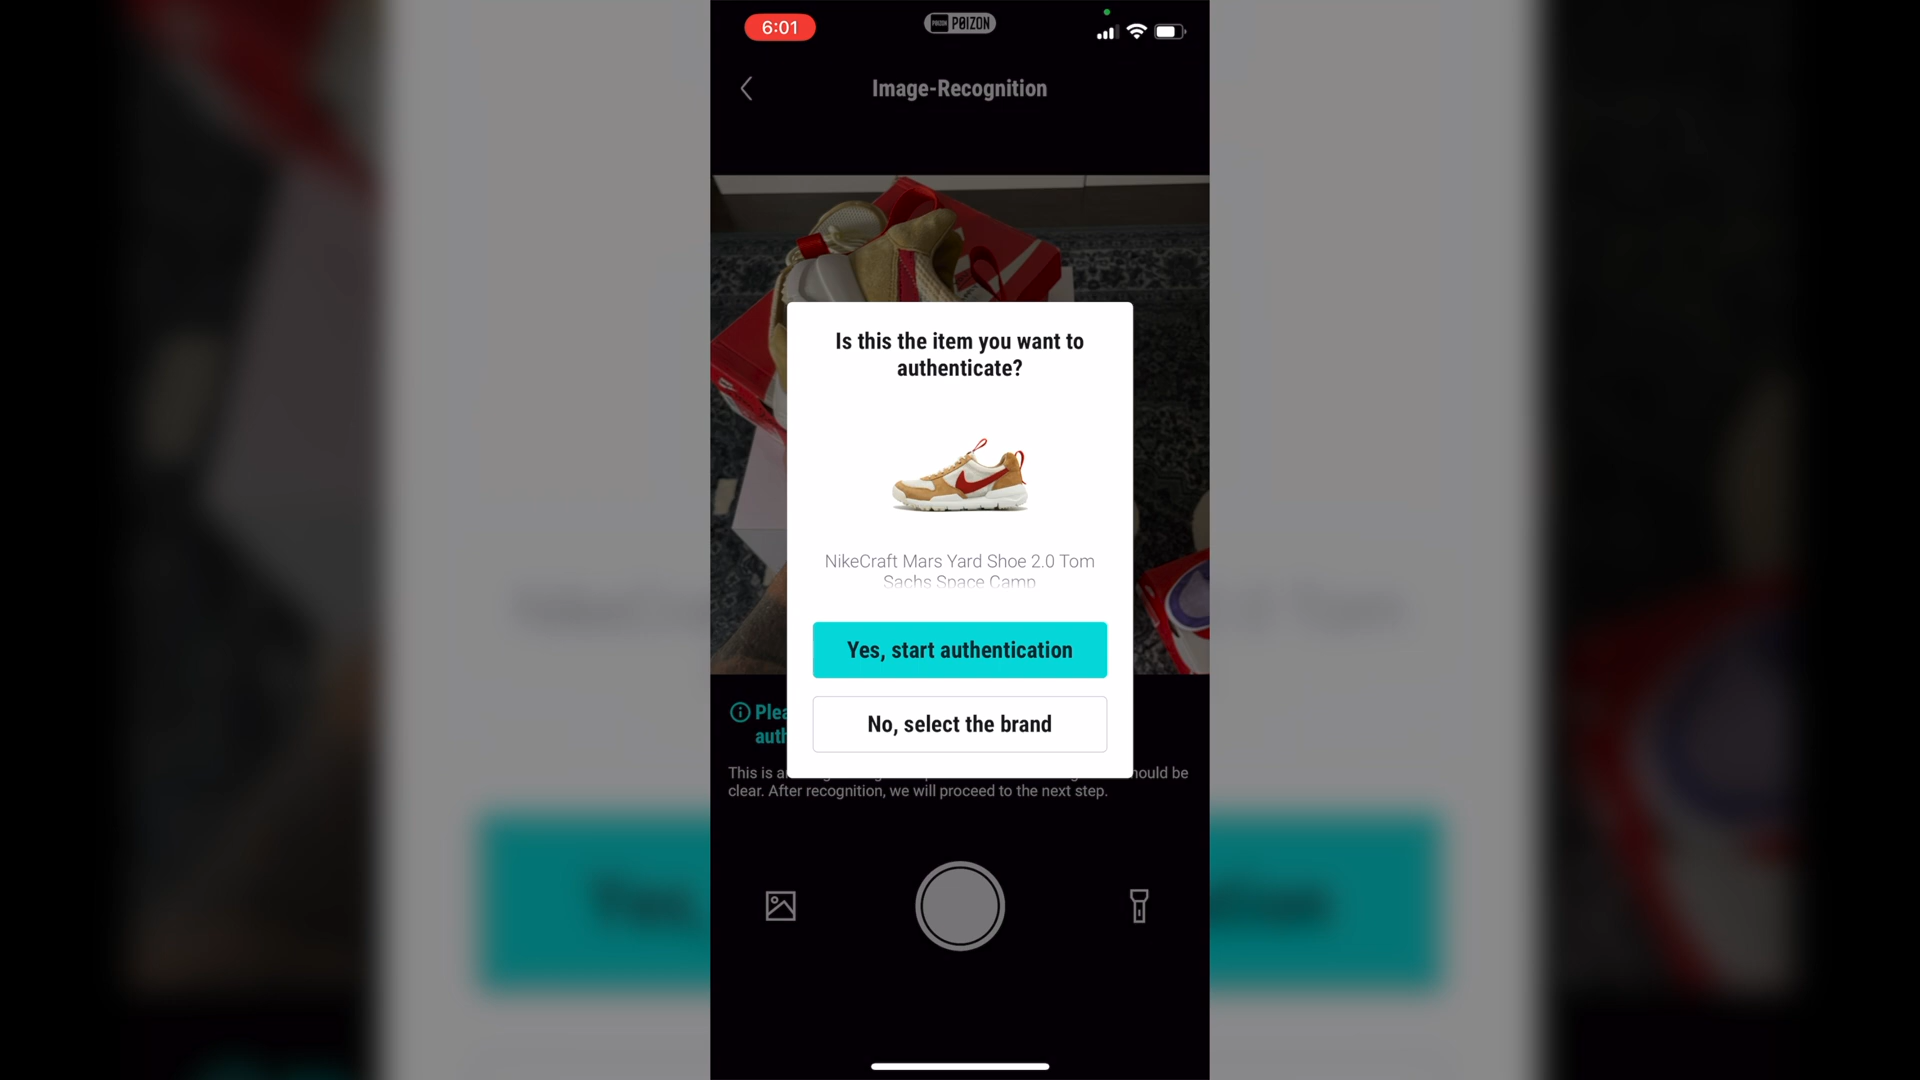 6:01
POIZON POIZON
Image-Recognition
Is this the item you want to
authenticate?
NikeCraft Mars Yard Shoe 2.0 Tom
Sachs Space Camp
Yes, start authentication
No, select the brand
Plea
auth
This is a hould be
clear. After recognition, we will proceed to the next step.